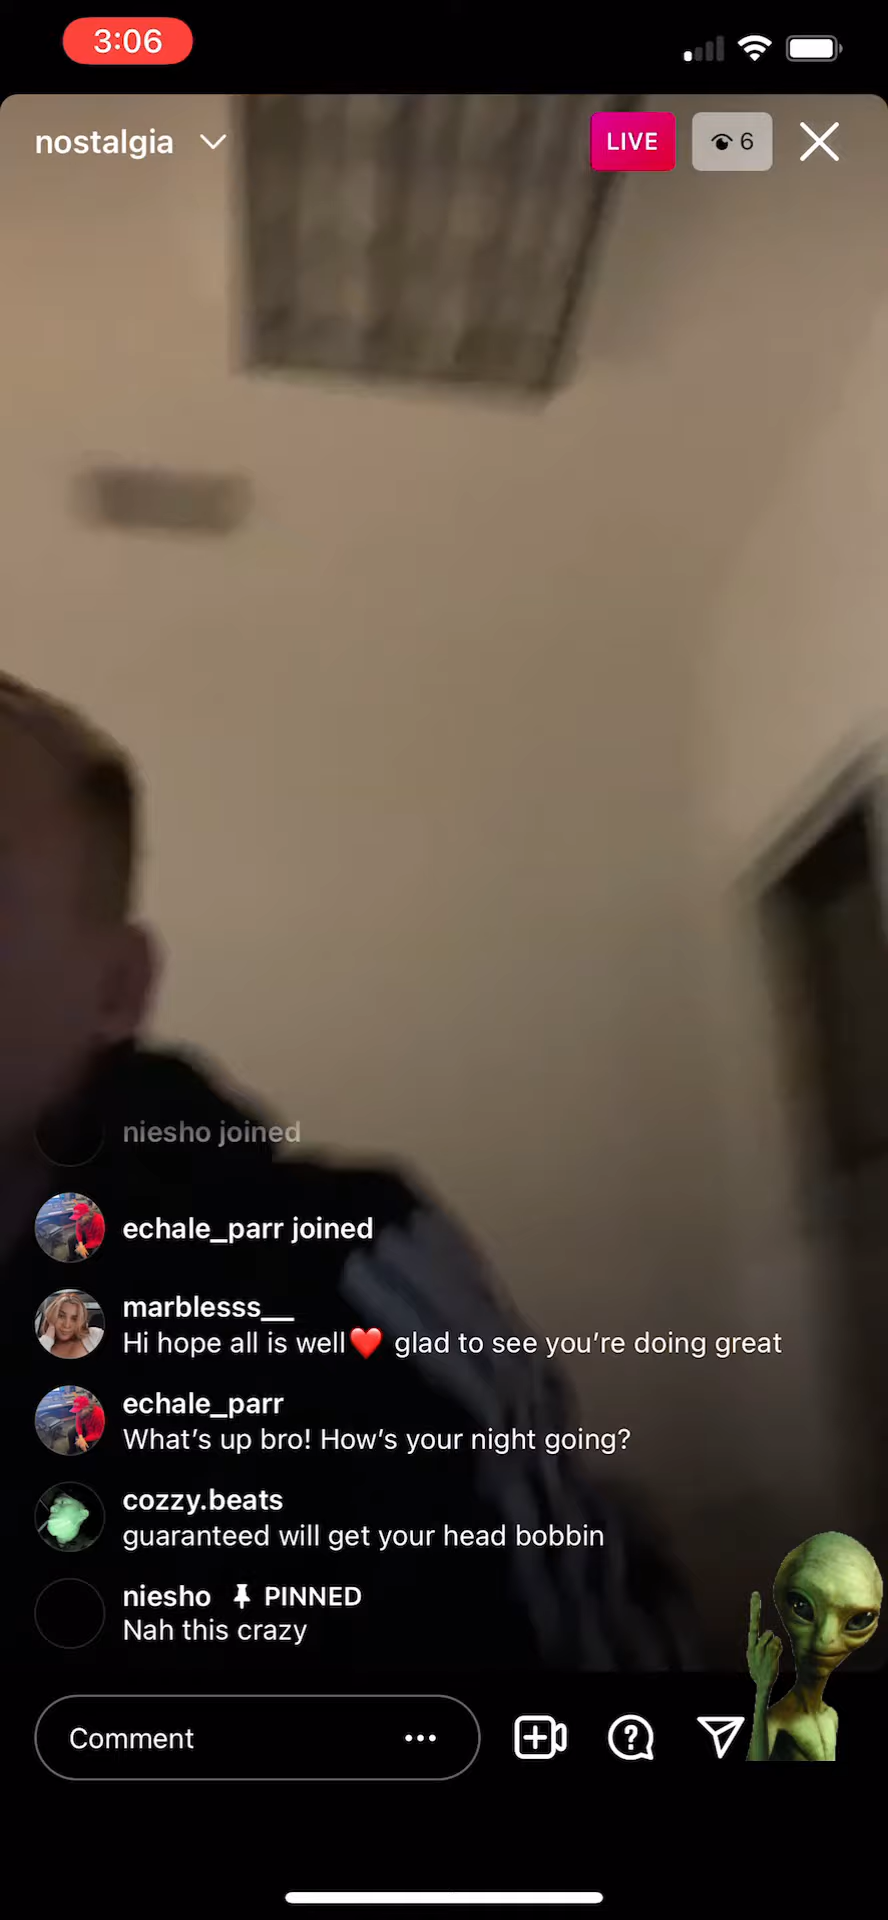 3:06
nostalgia
LIVE
6
niesho joined
echale_parr joined
marblesss__
Hi hope all is well❤️ glad to see you’re doing great
echale_parr
What’s up bro! How’s your night going?
cozzy.beats
guaranteed will get your head bobbin
niesho PINNED
Nah this crazy
Comment